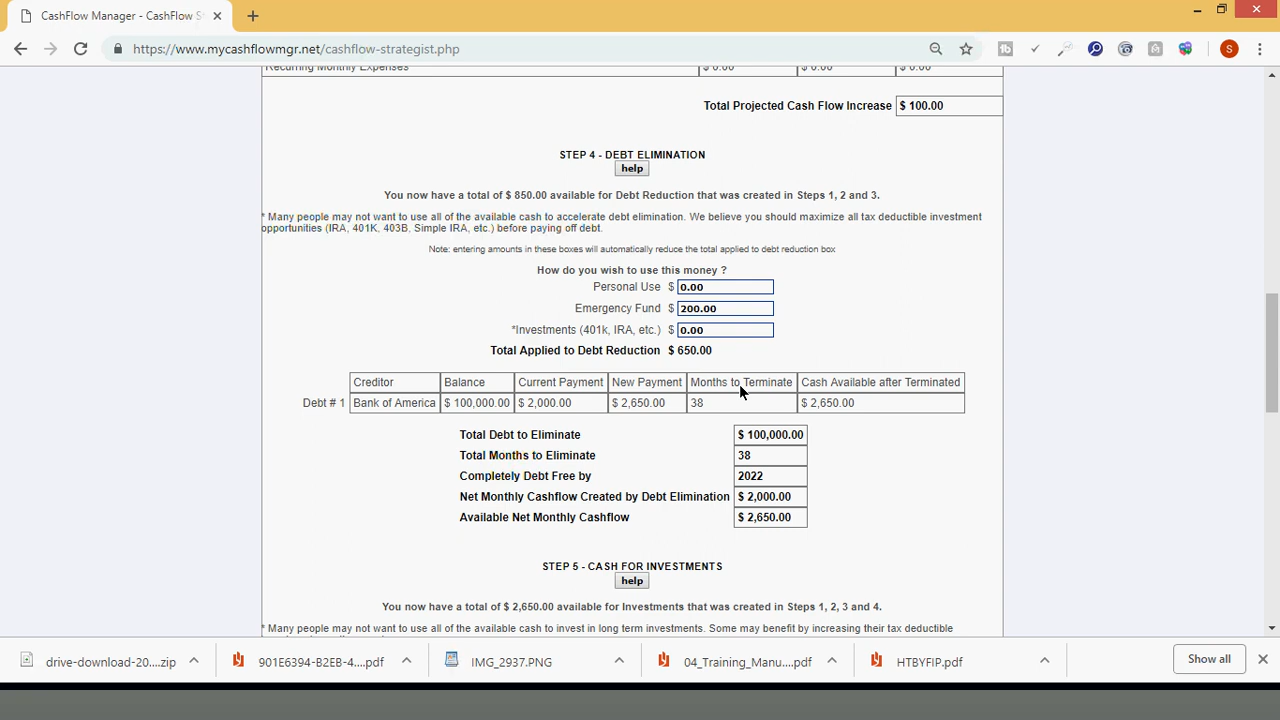 CashFlow Manager - CashFlow S
https://www.mycashflowmgr.net/cashflow-strategist.php
S
Recurring Monthly Expenses $ 0.00 $ 0.00 $ 0.00
Total Projected Cash Flow Increase $ 100.00
STEP 4 - DEBT ELIMINATION
help
You now have a total of $ 850.00 available for Debt Reduction that was created in Steps 1, 2 and 3.
* Many people may not want to use all of the available cash to accelerate debt elimination. We believe you should maximize all tax deductible investment
opportunities (IRA, 401K, 403B, Simple IRA, etc.) before paying off debt.
Note: entering amounts in these boxes will automatically reduce the total applied to debt reduction box
How do you wish to use this money ?
Personal Use $ 0.00
Emergency Fund $ 200.00
*Investments (401k, IRA, etc.) $ 0.00
Total Applied to Debt Reduction $ 650.00
Creditor Balance Current Payment New Payment Months to Terminate Cash Available after Terminated
Debt # 1 Bank of America $ 100,000.00 $ 2,000.00 $ 2,650.00 38 $ 2,650.00
Total Debt to Eliminate $ 100,000.00
Total Months to Eliminate 38
Completely Debt Free by 2022
Net Monthly Cashflow Created by Debt Elimination $ 2,000.00
Available Net Monthly Cashflow $ 2,650.00
STEP 5 - CASH FOR INVESTMENTS
help
You now have a total of $ 2,650.00 available for Investments that was created in Steps 1, 2, 3 and 4.
* Many people may not want to use all of the available cash to invest in long term investments. Some may benefit by increasing their tax deductible
drive-download-20....zip 901E6394-B2EB-4....pdf IMG_2937.PNG 04_Training_Manu....pdf HTBYFIP.pdf Show all